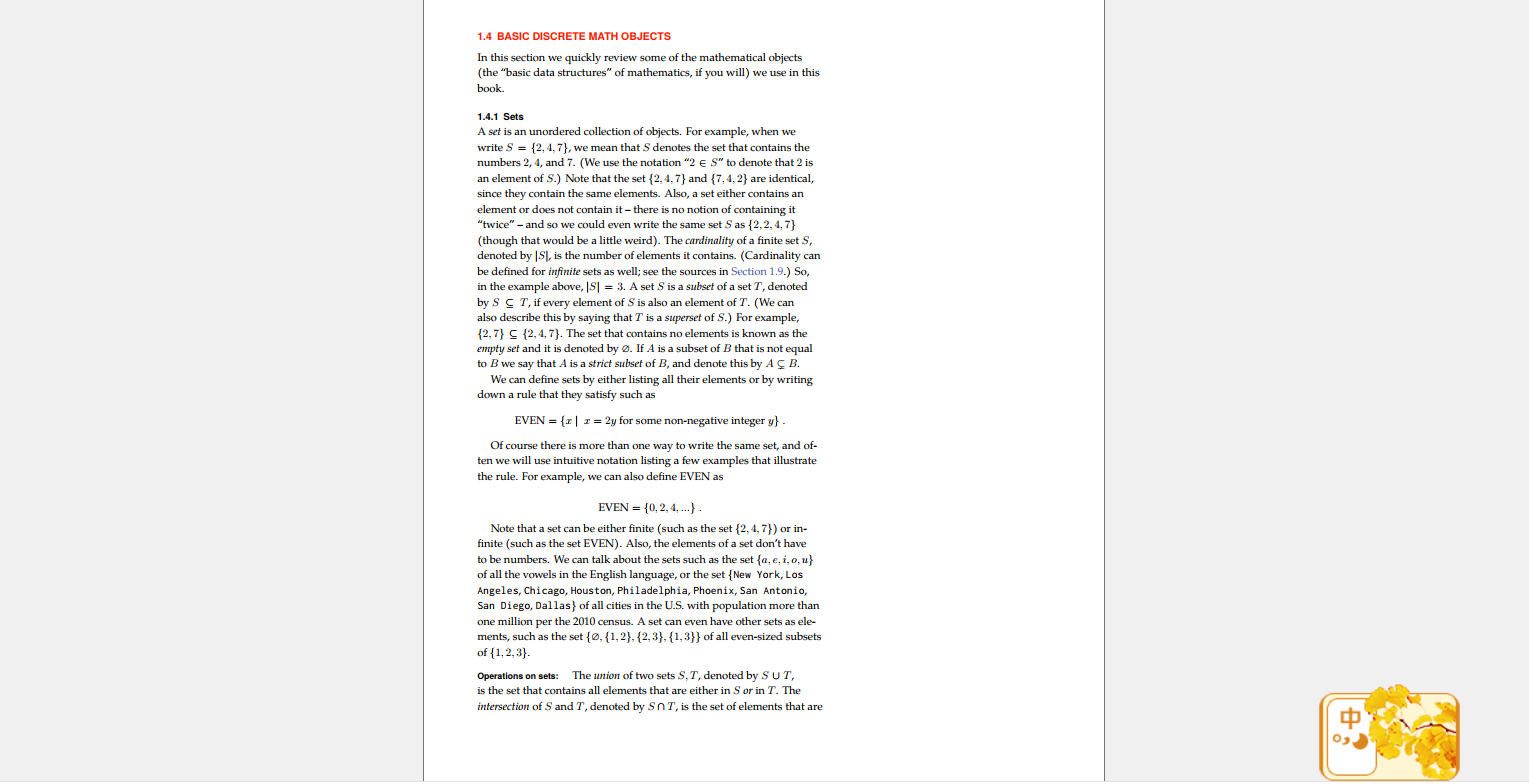 1.4 BASIC DISCRETE MATH OBJECTS
In this section we quickly review some of the mathematical objects
(the “basic data structures” of mathematics, if you will) we use in this
book.
1.4.1 Sets
A set is an unordered collection of objects. For example, when we
write S = {2, 4, 7}, we mean that S denotes the set that contains the
numbers 2, 4, and 7. (We use the notation “2 ∈ S” to denote that 2 is
an element of S.) Note that the set {2, 4, 7} and {7, 4, 2} are identical,
since they contain the same elements. Also, a set either contains an
element or does not contain it – there is no notion of containing it
“twice” – and so we could even write the same set S as {2, 2, 4, 7}
(though that would be a little weird). The cardinality of a finite set S,
denoted by |S|, is the number of elements it contains. (Cardinality can
be defined for infinite sets as well; see the sources in Section 1.9.) So,
in the example above, |S| = 3. A set S is a subset of a set T, denoted
by S ⊆ T, if every element of S is also an element of T. (We can
also describe this by saying that T is a superset of S.) For example,
{2, 7} ⊆ {2, 4, 7}. The set that contains no elements is known as the
empty set and it is denoted by ∅. If A is a subset of B that is not equal
to B we say that A is a strict subset of B, and denote this by A ⊊ B.
We can define sets by either listing all their elements or by writing
down a rule that they satisfy such as
EVEN = {x | x = 2y for some non-negative integer y} .
Of course there is more than one way to write the same set, and of-
ten we will use intuitive notation listing a few examples that illustrate
the rule. For example, we can also define EVEN as
EVEN = {0, 2, 4, ...} .
Note that a set can be either finite (such as the set {2, 4, 7}) or in-
finite (such as the set EVEN). Also, the elements of a set don’t have
to be numbers. We can talk about the sets such as the set {a, e, i, o, u}
of all the vowels in the English language, or the set {New York, Los
Angeles, Chicago, Houston, Philadelphia, Phoenix, San Antonio,
San Diego, Dallas} of all cities in the U.S. with population more than
one million per the 2010 census. A set can even have other sets as ele-
ments, such as the set {∅, {1, 2}, {2, 3}, {1, 3}} of all even-sized subsets
of {1, 2, 3}.
Operations on sets: The union of two sets S, T, denoted by S ∪ T,
is the set that contains all elements that are either in S or in T. The
intersection of S and T, denoted by S ∩ T, is the set of elements that are
中